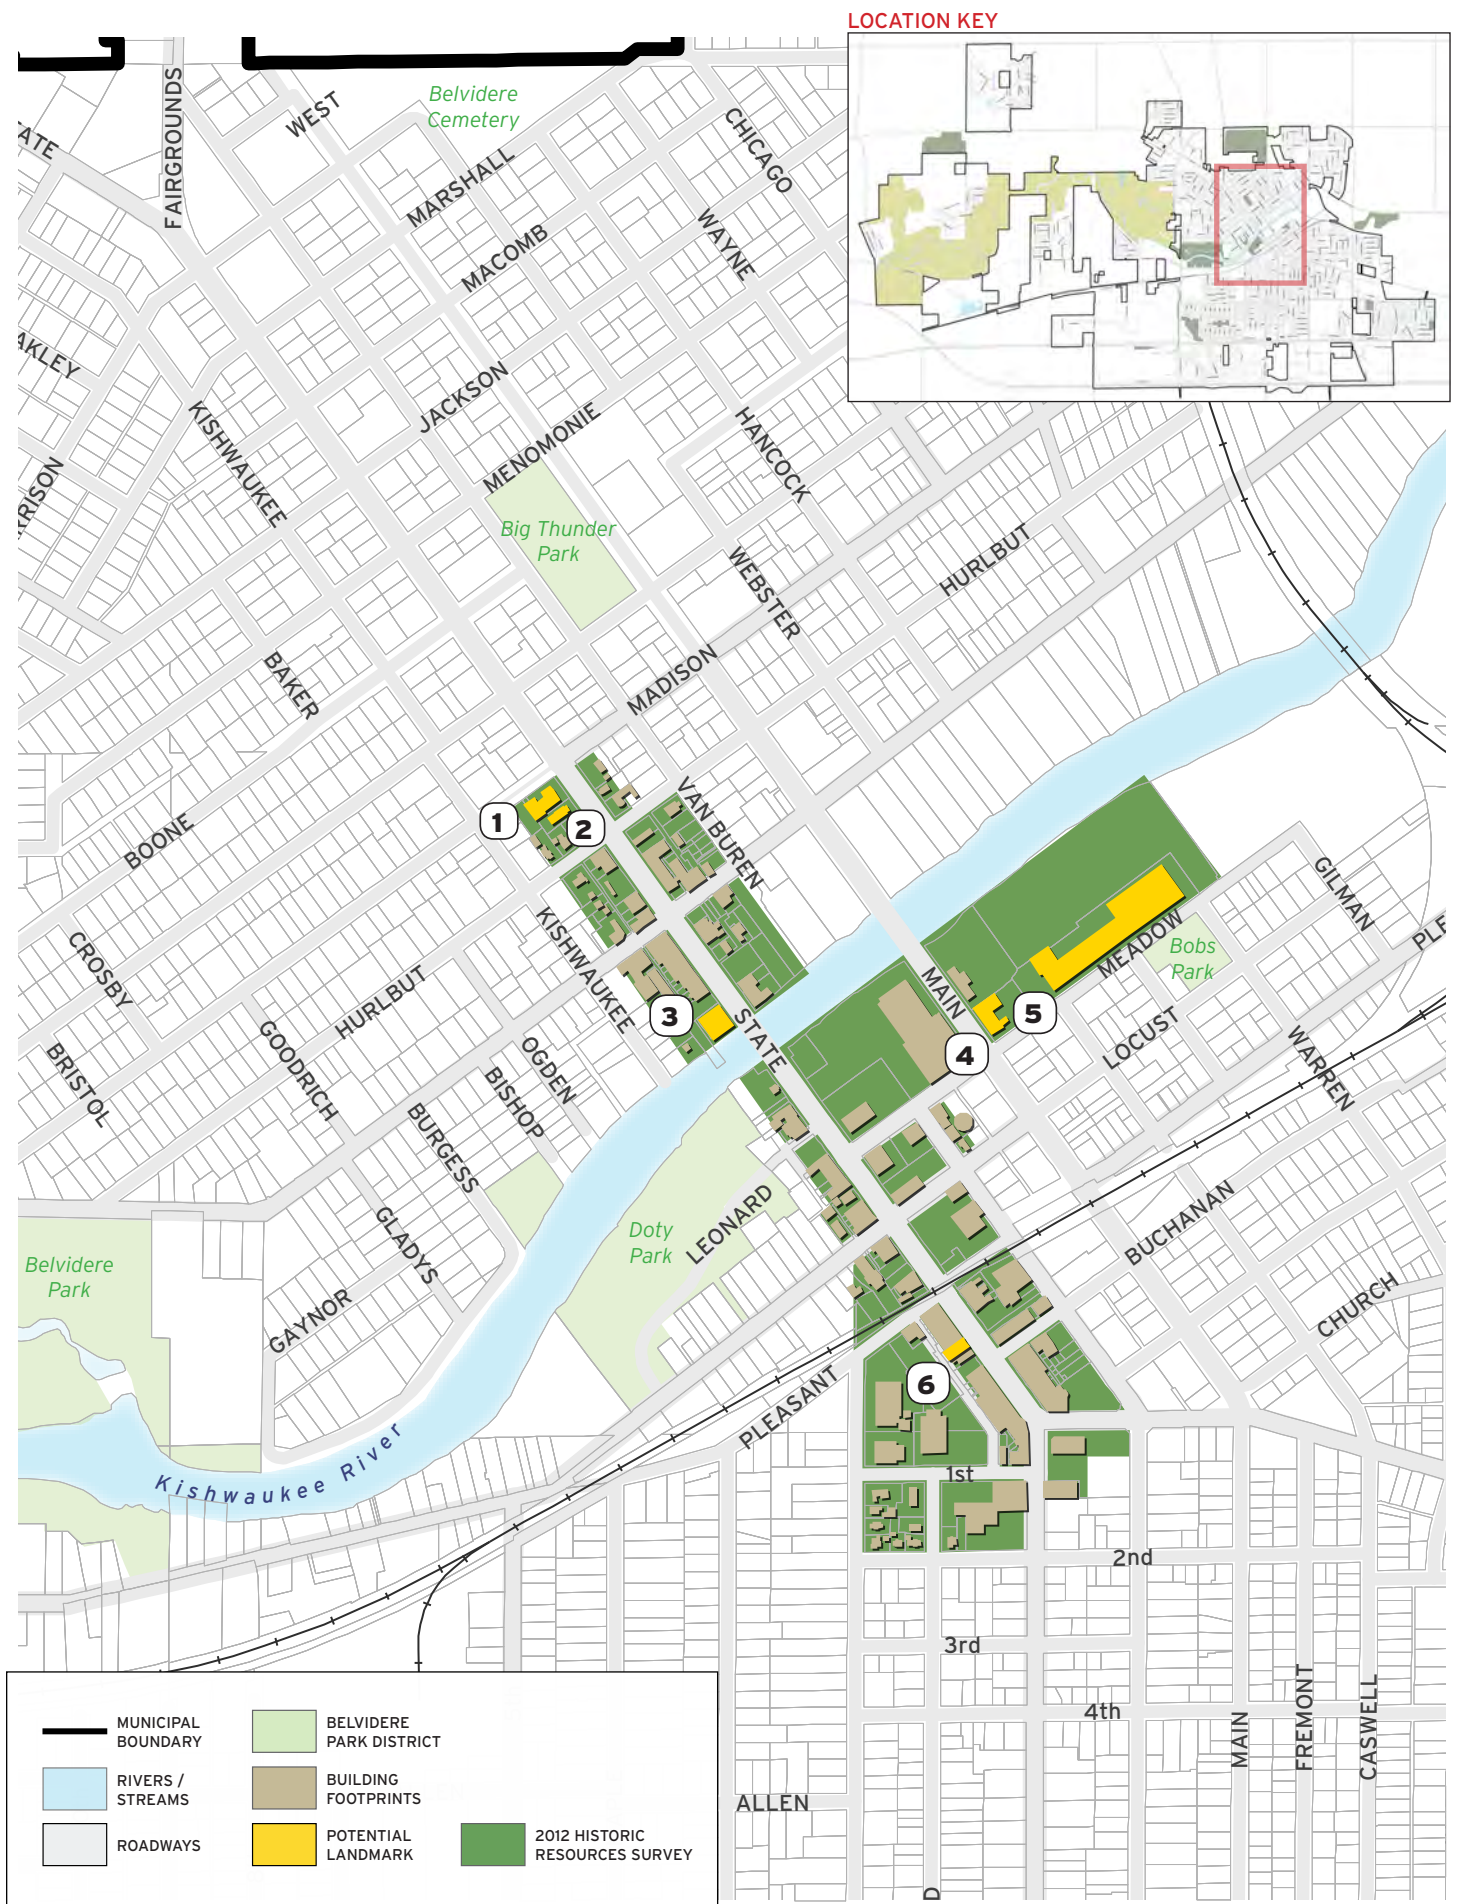 LOCATION KEY
Belvidere
Cemetery
WEST
FAIRGROUNDS
CHICAGO
MARSHALL
WAYNE
MACOMB
JACKSON
KISHWAUKEE
MENOMONIE
HANCOCK
Big Thunder
Park
HURLBUT
WEBSTER
BAKER
MADISON
VAN BUREN
1
2
BOONE
GILMAN
KISHWAUKEE
MEADOW
Bobs
Park
CROSBY
HURLBUT
MAIN
3
STATE
5
4
LOCUST
WARREN
GOODRICH
OGDEN
BISHOP
BRISTOL
BURGESS
LEONARD
BUCHANAN
Doty
Park
GLADYS
Belvidere
Park
GAYNOR
CHURCH
6
PLEASANT
Kishwaukee River
1st
2nd
3rd
4th
MAIN
FREMONT
CASWELL
ALLEN
MUNICIPAL
BOUNDARY
BELVIDERE
PARK DISTRICT
RIVERS /
STREAMS
BUILDING
FOOTPRINTS
ROADWAYS
POTENTIAL
LANDMARK
2012 HISTORIC
RESOURCES SURVEY